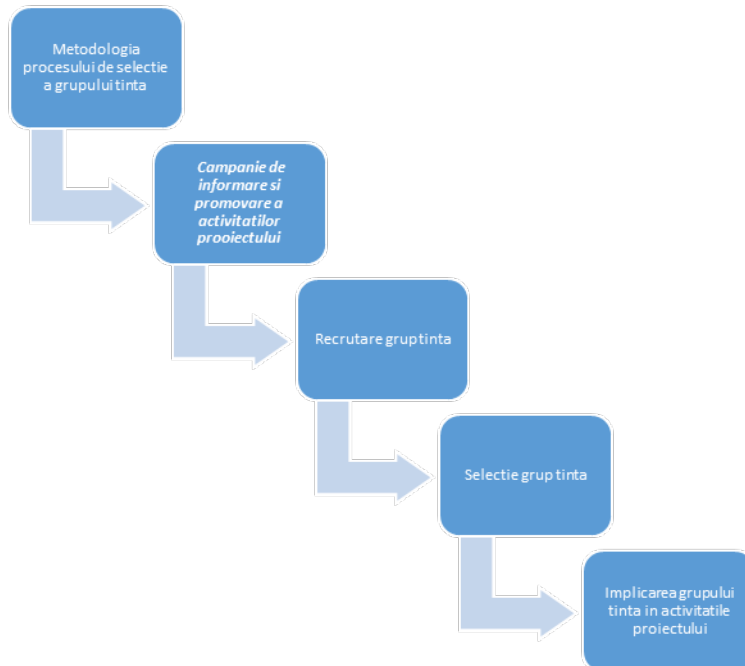 Metodologia
procesului de selectie
a grupului tinta
Campanie de
informare si
promovare a
activitatilor
prooiectului
Recrutare grup tinta
Selectie grup tinta
Implicarea grupului
tinta in activitatile
proiectului